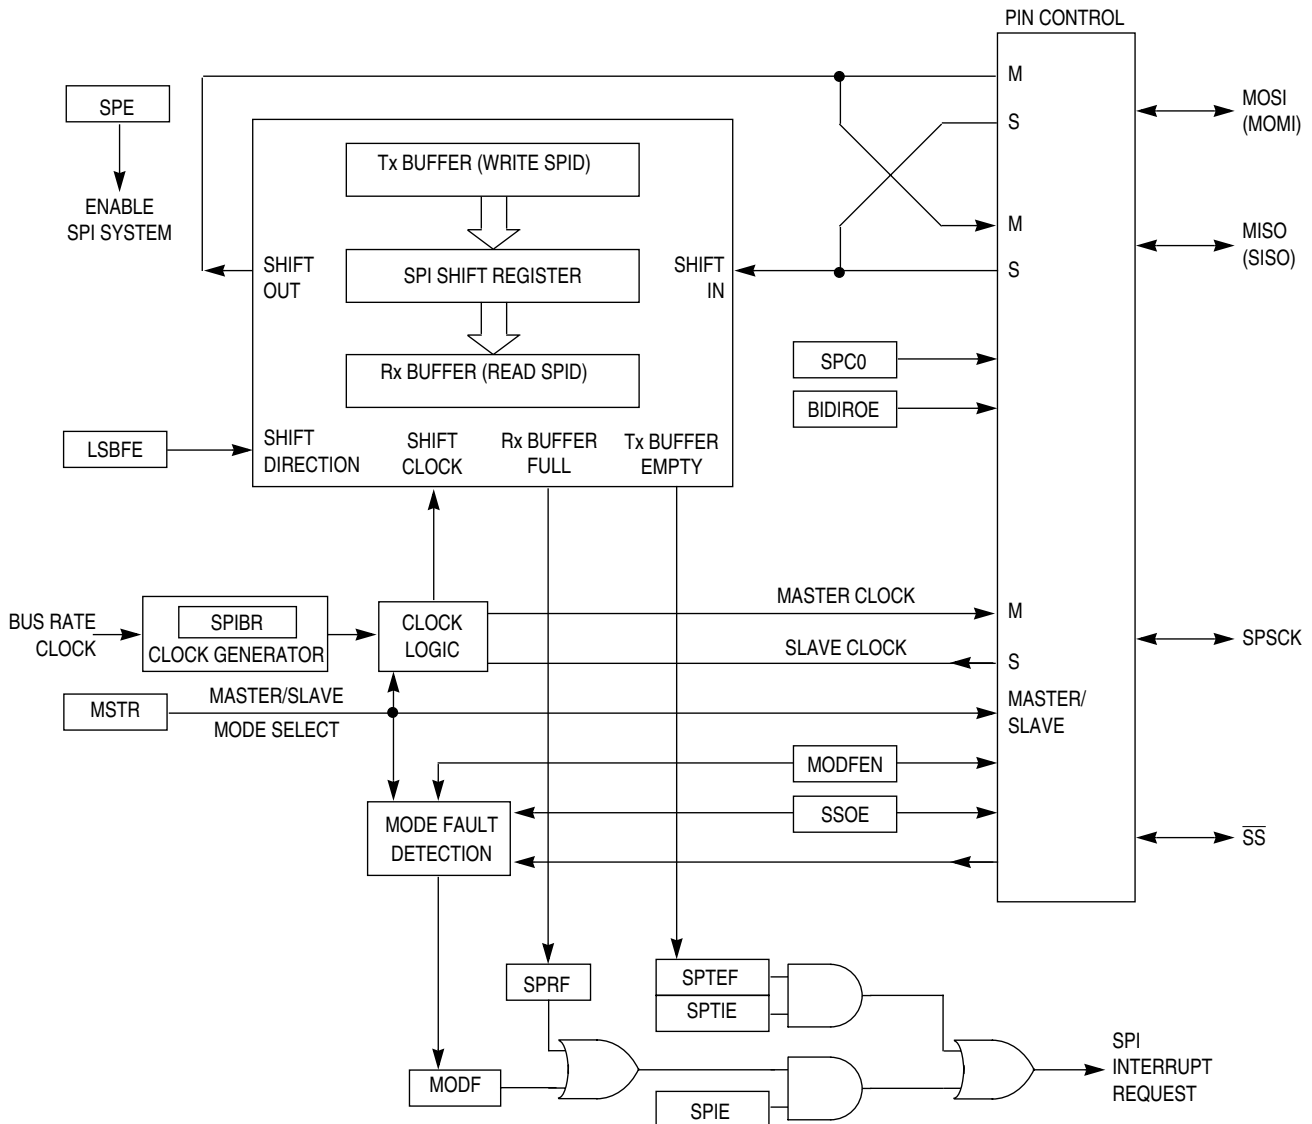 PIN CONTROL
M
MOSI
(MOMI)
S
SPE
ENABLE
SPI SYSTEM
Tx BUFFER (WRITE SPID)
M
MISO
(SISO)
SHIFT
OUT
SPI SHIFT REGISTER
SHIFT
IN
S
SPC0
Rx BUFFER (READ SPID)
BIDIROE
LSBFE
SHIFT
DIRECTION
SHIFT
CLOCK
Rx BUFFER
FULL
Tx BUFFER
EMPTY
BUS RATE
CLOCK
SPIBR
CLOCK GENERATOR
CLOCK
LOGIC
MASTER CLOCK
M
SLAVE CLOCK
S
SPSCK
MSTR
MASTER/SLAVE
MODE SELECT
MASTER/
SLAVE
MODFEN
MODE FAULT
DETECTION
SSOE
SS
SPRF
SPTEF
SPTIE
MODF
SPIE
SPI
INTERRUPT
REQUEST